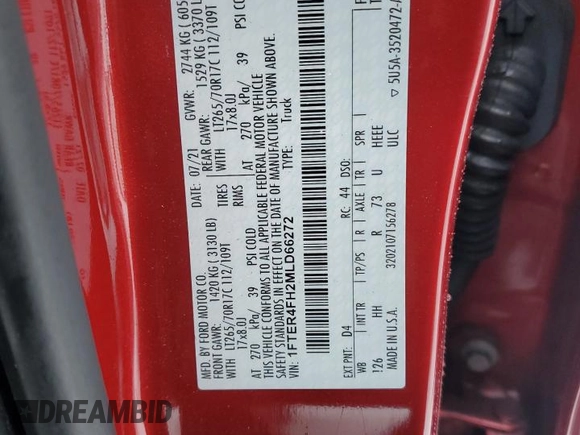 MFD. BY FORD MOTOR CO.
DATE: 07/21 GVWR: 2744 KG ( 605
FRONT GAWR: 1420 KG ( 3130 LB) REAR GAWR: 1529 KG ( 3370 L
WITH LT265/70R17C 112/109T TIRES WITH LT265/70R17C 112/109T
17x8.0J RIMS 17x8.0J
AT 270 kPa/ 39 PSI COLD AT 270 kPa/ 39 PSI COL
THIS VEHICLE CONFORMS TO ALL APPLICABLE FEDERAL MOTOR VEHICLE
SAFETY STANDARDS IN EFFECT ON THE DATE OF MANUFACTURE SHOWN ABOVE.
VIN: 1FTER4FH2MLD66272 TYPE: Truck
EXT PNT: D4 RC: 44 DSO:
WB INT TR TP/PS R AXLE TR SPR
126 HH R 73 U HEEE
ULC
3202107156278
MADE IN U.S.A. ▽ 5U5A-3520472-
DREAMBID